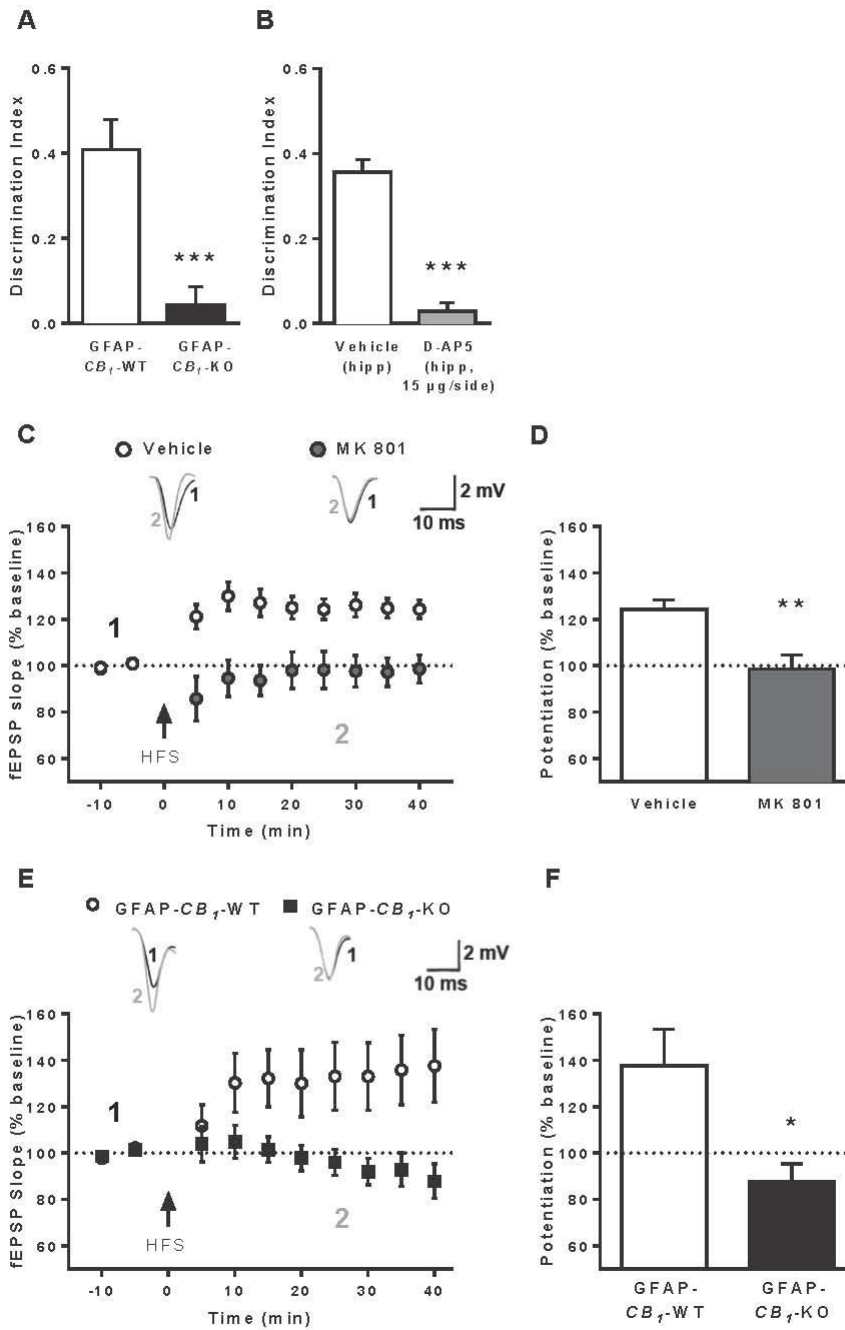 A
B
Discrimination Index
0.6
0.4
0.2
0.0
***
GFAP-
CB1-WT
GFAP-
CB1-KO
Discrimination Index
0.6
0.4
0.2
0.0
***
Vehicle
(hipp)
D-AP5
(hipp,
15 µg/side)
C
Vehicle
MK 801
1
2
2
1
2 mV
10 ms
fEPSP slope (% baseline)
160
140
120
100
80
60
1
HFS
2
-10
0
10
20
30
40
Time (min)
D
Potentiation (% baseline)
160
140
120
100
80
60
**
Vehicle
MK 801
E
GFAP-CB1-WT
GFAP-CB1-KO
1
2
1
2
2 mV
10 ms
fEPSP Slope (% baseline)
160
140
120
100
80
60
1
HFS
2
-10
0
10
20
30
40
Time (min)
F
Potentiation (% baseline)
160
140
120
100
80
60
*
GFAP-
CB1-WT
GFAP-
CB1-KO